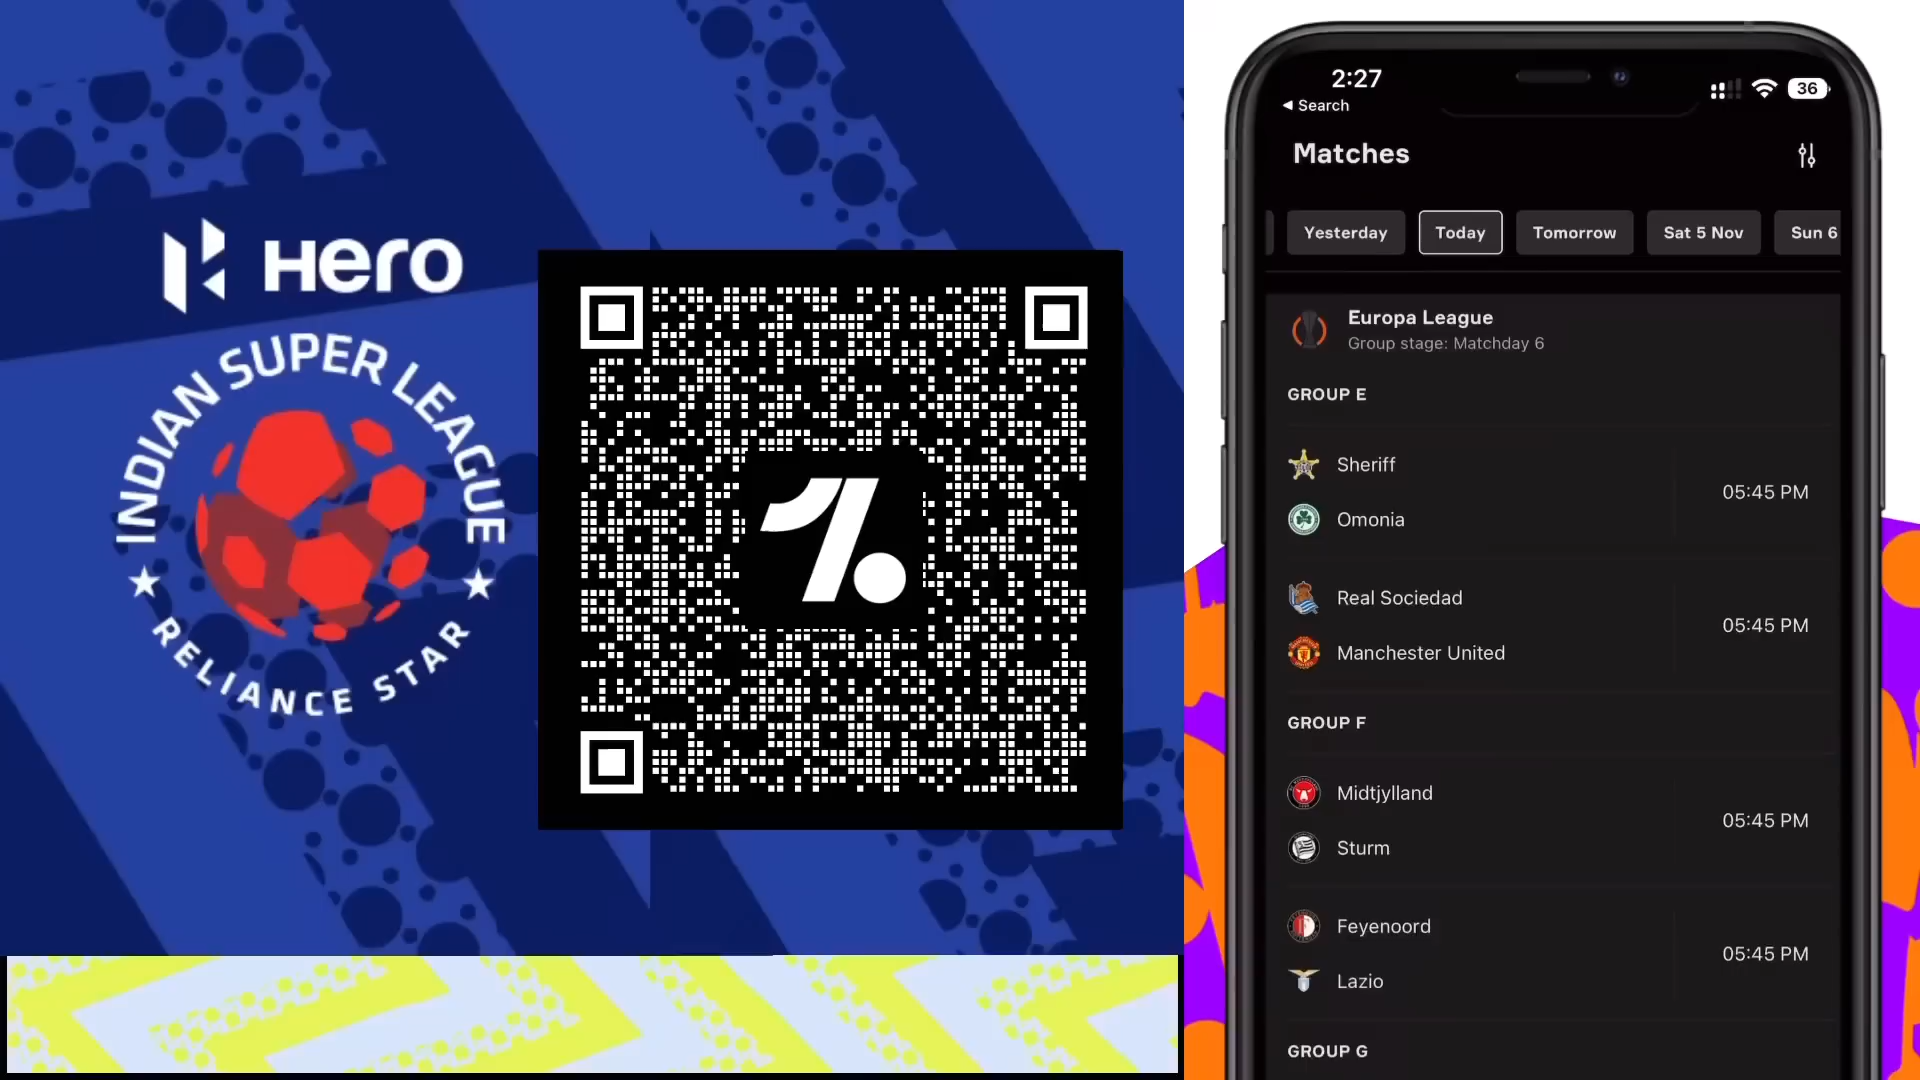 Hero
INDIAN SUPER LEAGUE
RELIANCE STAR
2:27
36
Search
Matches
Yesterday
Today
Tomorrow
Sat 5 Nov
Sun 6
Europa League
Group stage: Matchday 6
GROUP E
Sheriff
05:45 PM
Omonia
Real Sociedad
05:45 PM
Manchester United
GROUP F
Midtjylland
05:45 PM
Sturm
Feyenoord
05:45 PM
Lazio
GROUP G